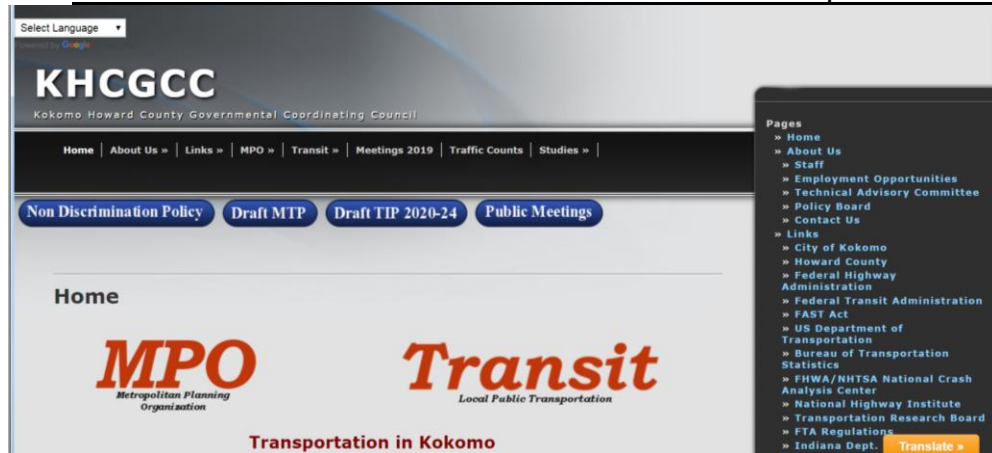 Select Language
Powered by Google
KHCGCC
Kokomo Howard County Governmental Coordinating Council
Home | About Us » | Links » | MPO » | Transit » | Meetings 2019 | Traffic Counts | Studies » |
Non Discrimination Policy Draft MTP Draft TIP 2020-24 Public Meetings
Home
MPO
Metropolitan Planning
Organization
Transit
Local Public Transportation
Transportation in Kokomo
Pages
» Home
» About Us
» Staff
» Employment Opportunities
» Technical Advisory Committee
» Policy Board
» Contact Us
» Links
» City of Kokomo
» Howard County
» Federal Highway
Administration
» Federal Transit Administration
» FAST Act
» US Department of
Transportation
» Bureau of Transportation
Statistics
» FHWA/NHTSA National Crash
Analysis Center
» National Highway Institute
» Transportation Research Board
» FTA Regulations
» Indiana Dept.
Translate »